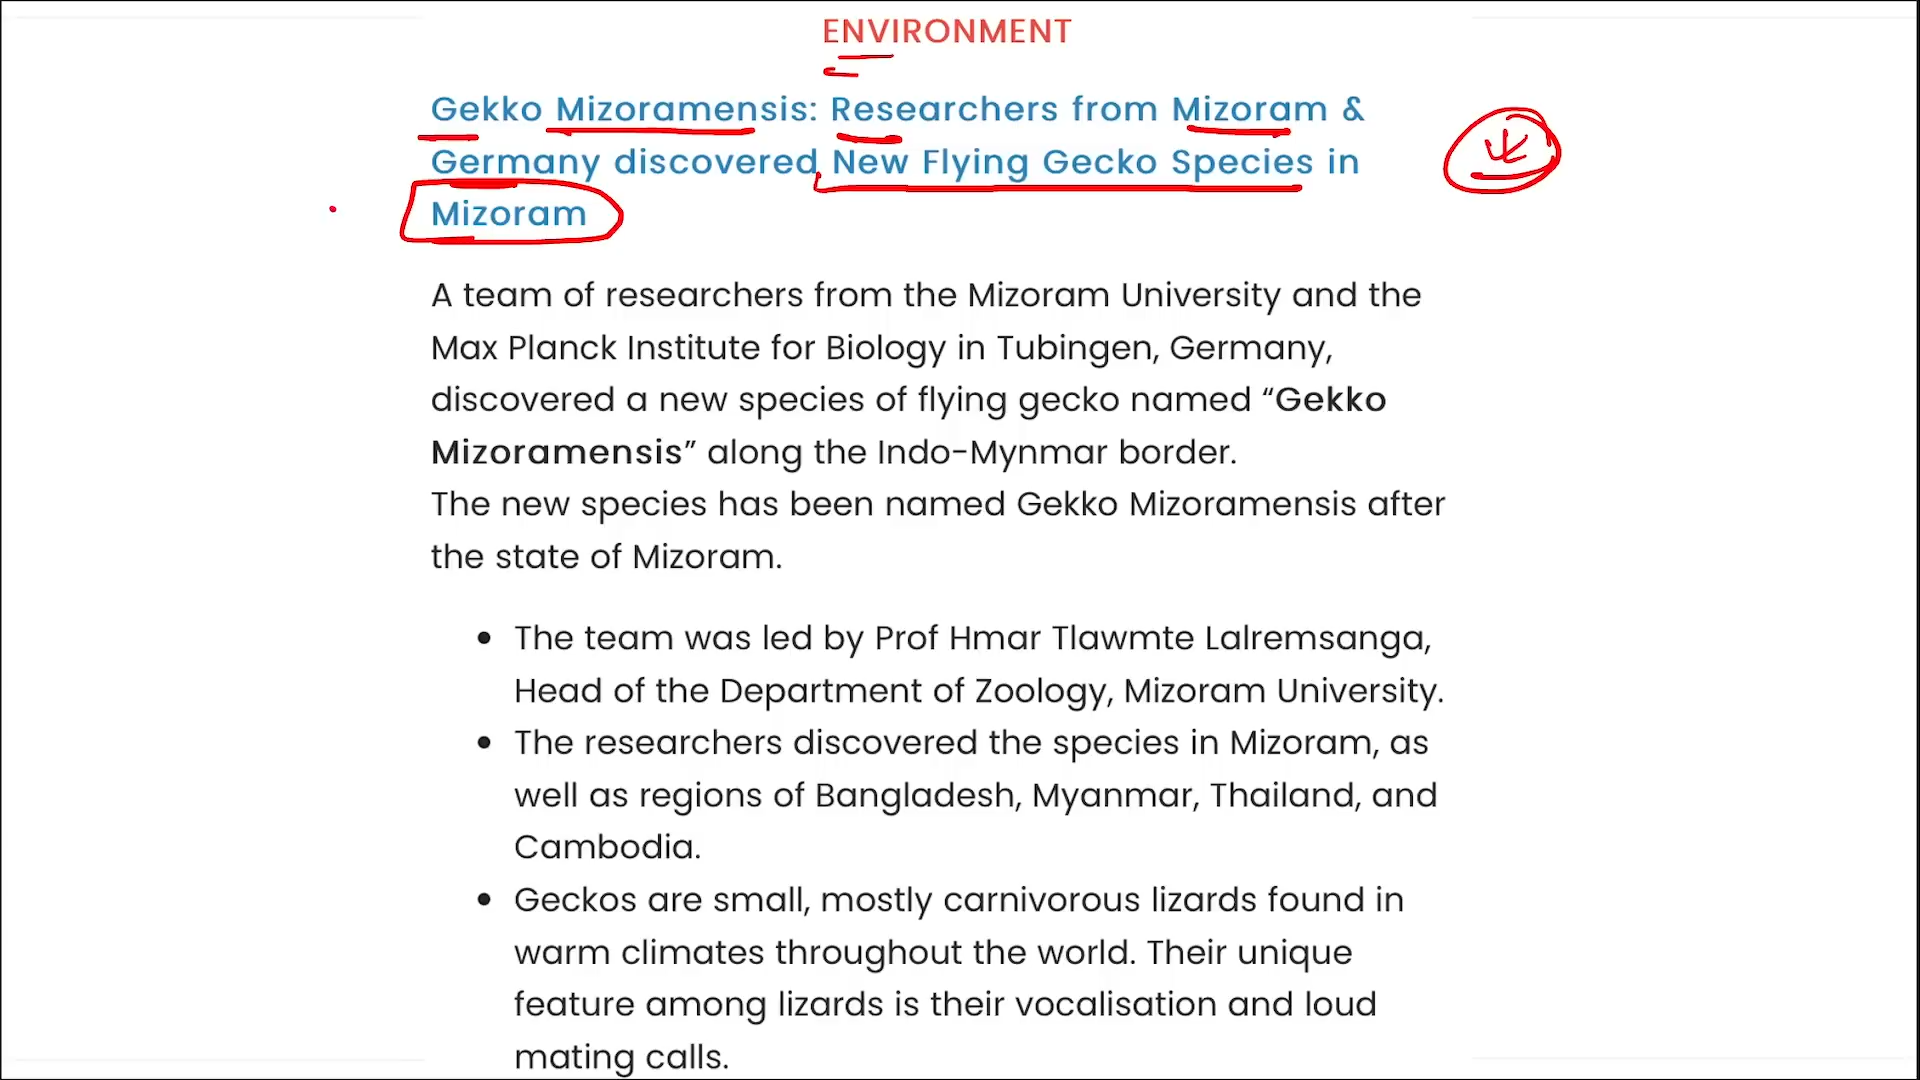 ENVIRONMENT
Gekko Mizoramensis: Researchers from Mizoram &
Germany discovered New Flying Gecko Species in
Mizoram
A team of researchers from the Mizoram University and the
Max Planck Institute for Biology in Tubingen, Germany,
discovered a new species of flying gecko named “Gekko
Mizoramensis” along the Indo-Mynmar border.
The new species has been named Gekko Mizoramensis after
the state of Mizoram.
• The team was led by Prof Hmar Tlawmte Lalremsanga,
Head of the Department of Zoology, Mizoram University.
• The researchers discovered the species in Mizoram, as
well as regions of Bangladesh, Myanmar, Thailand, and
Cambodia.
• Geckos are small, mostly carnivorous lizards found in
warm climates throughout the world. Their unique
feature among lizards is their vocalisation and loud
mating calls.